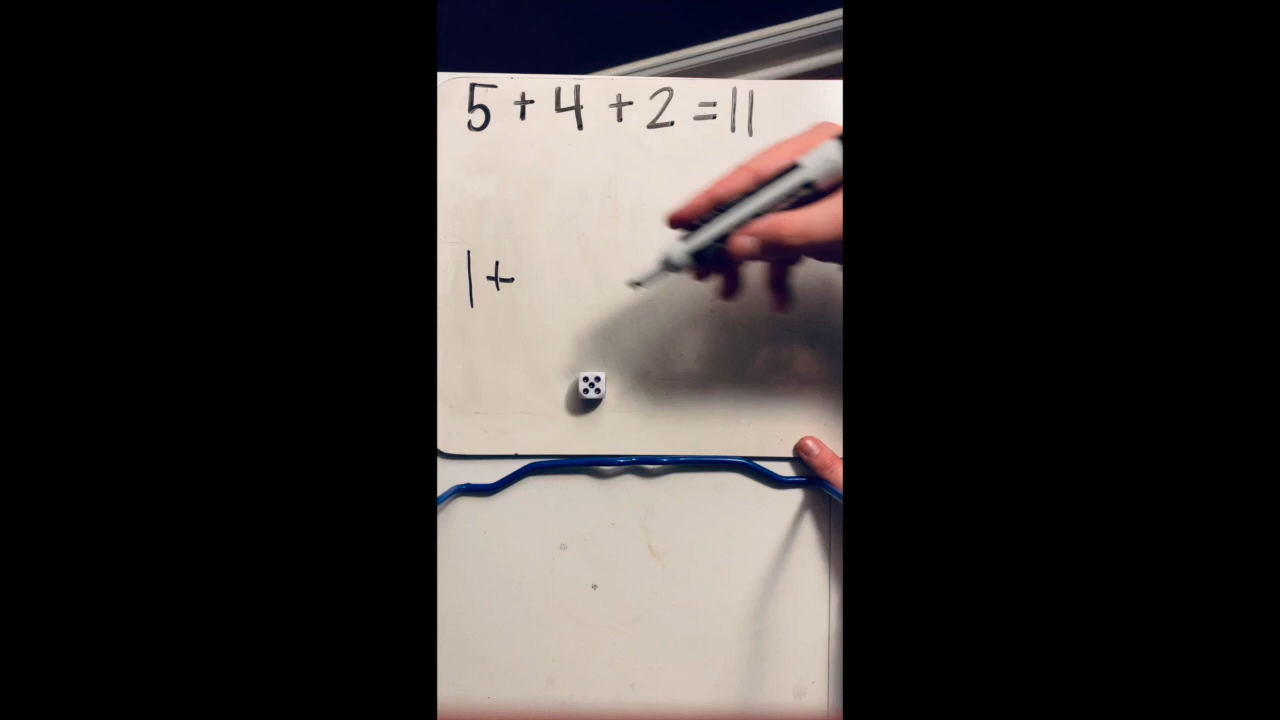 5 + 4 + 2 = 11
1 +